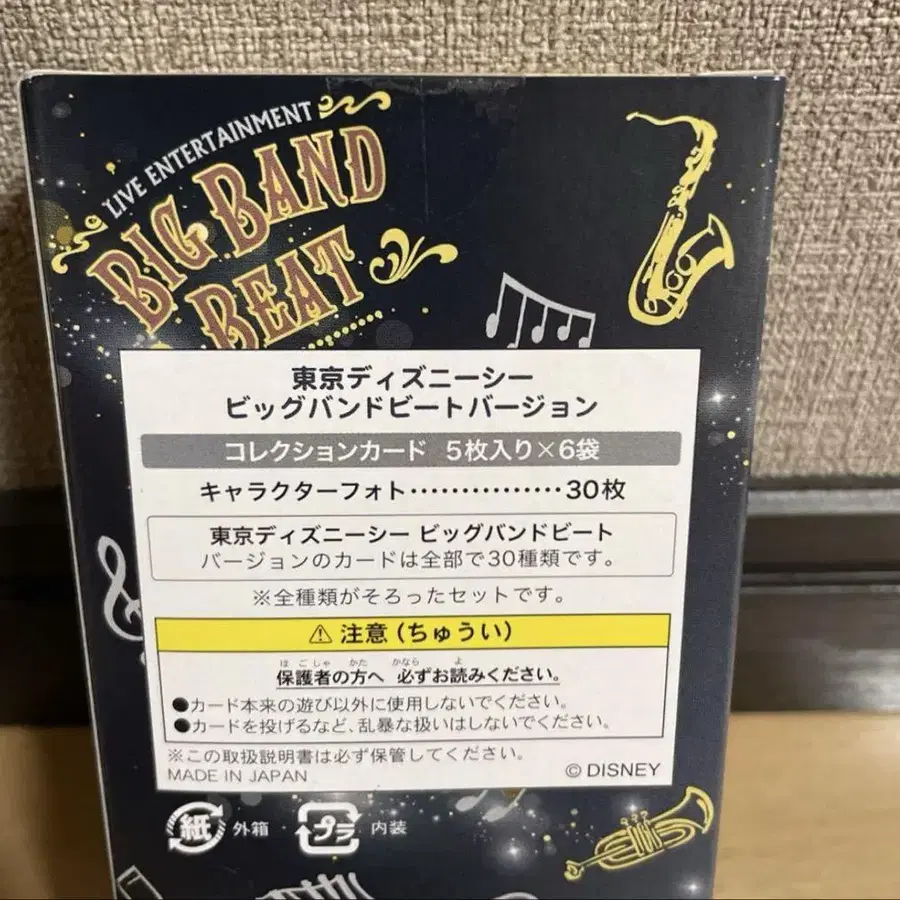 LIVE ENTERTAINMENT
BIG BAND
BEAT
東京ディズニーシー
ビッグバンドビートバージョン
コレクションカード 5枚入り×6袋
キャラクターフォト……………30枚
東京ディズニーシー ビッグバンドビート
バージョンのカードは全部で30種類です。
※全種類がそろったセットです。
⚠ 注意(ちゅうい)
ほごしゃ かた かなら よ
保護者の方へ 必ずお読みください。
●カード本来の遊び以外に使用しないでください。
●カードを投げるなど、乱暴な扱いはしないでください。
※この取扱説明書は必ず保管してください。
MADE IN JAPAN
© DISNEY
紙 外箱 プラ 内装